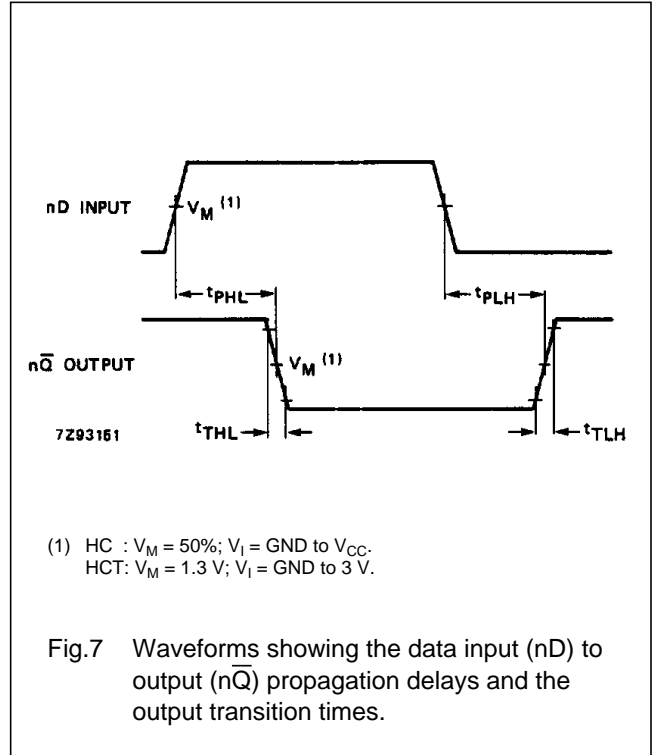 nD INPUT
V_M (1)
t_PHL
t_PLH
nQ̅ OUTPUT
V_M (1)
7Z93151
t_THL
t_TLH
(1) HC : V_M = 50%; V_I = GND to V_CC.
HCT: V_M = 1.3 V; V_I = GND to 3 V.
Fig.7 Waveforms showing the data input (nD) to
output (nQ̅) propagation delays and the
output transition times.